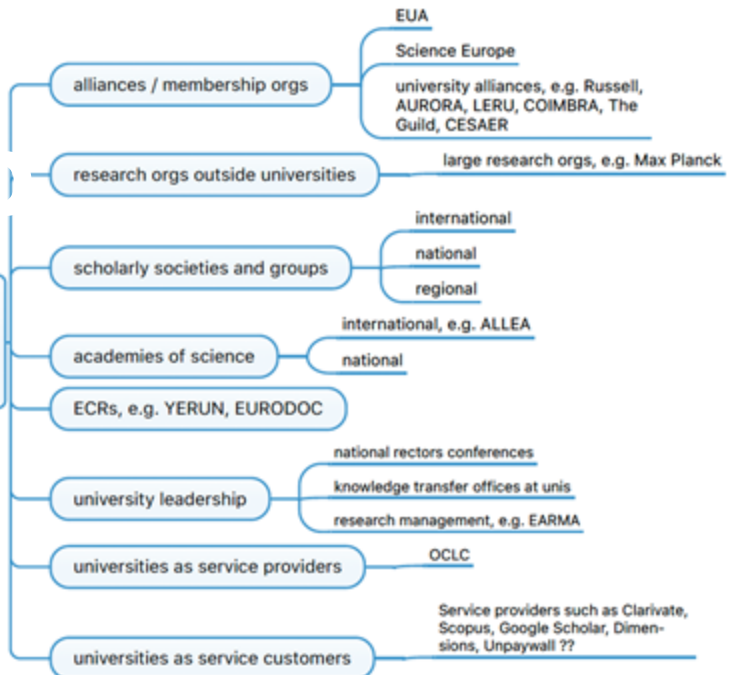 EUA
Science Europe
alliances / membership orgs
university alliances, e.g. Russell,
AURORA, LERU, COIMBRA, The
Guild, CESAER
research orgs outside universities
large research orgs, e.g. Max Planck
international
national
regional
scholarly societies and groups
international, e.g. ALLEA
national
academies of science
ECRs, e.g. YERUN, EURODOC
national rectors conferences
knowledge transfer offices at unis
research management, e.g. EARMA
university leadership
universities as service providers
OCLC
Service providers such as Clarivate,
Scopus, Google Scholar, Dimen-
sions, Unpaywall ??
universities as service customers